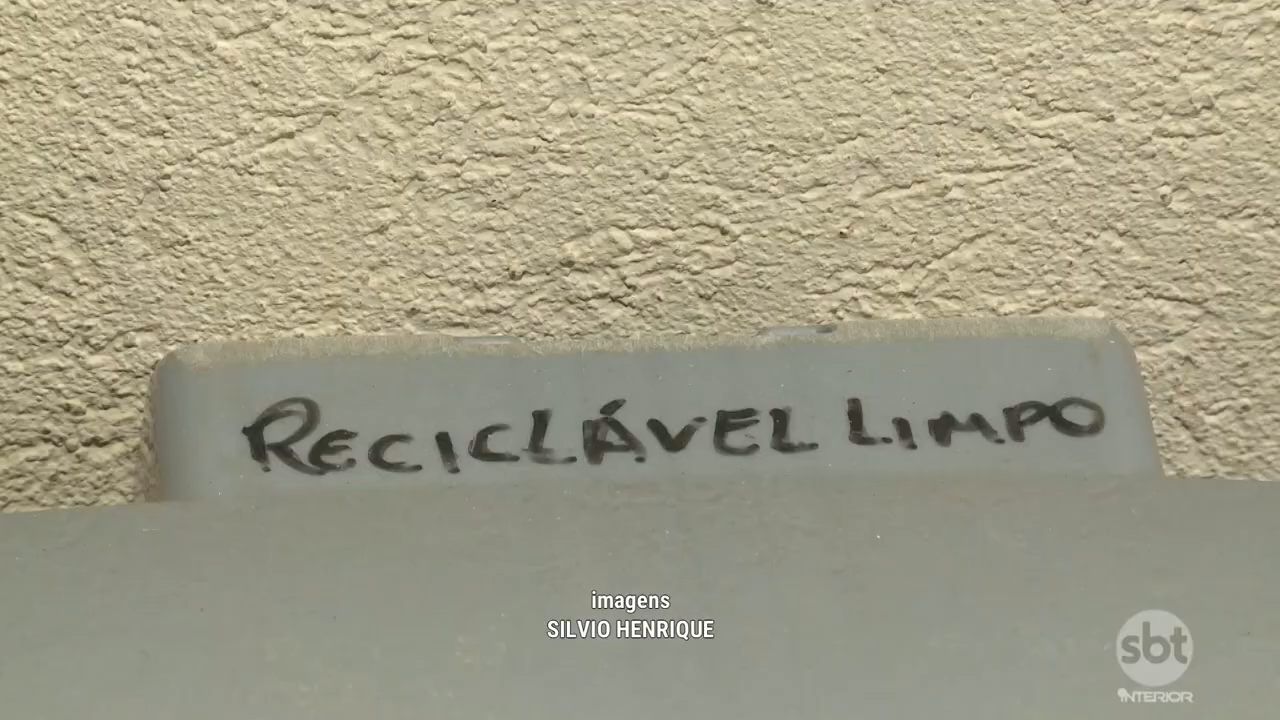 RECICLÁVEL LIMPO
imagens
SILVIO HENRIQUE
sbt
INTERIOR